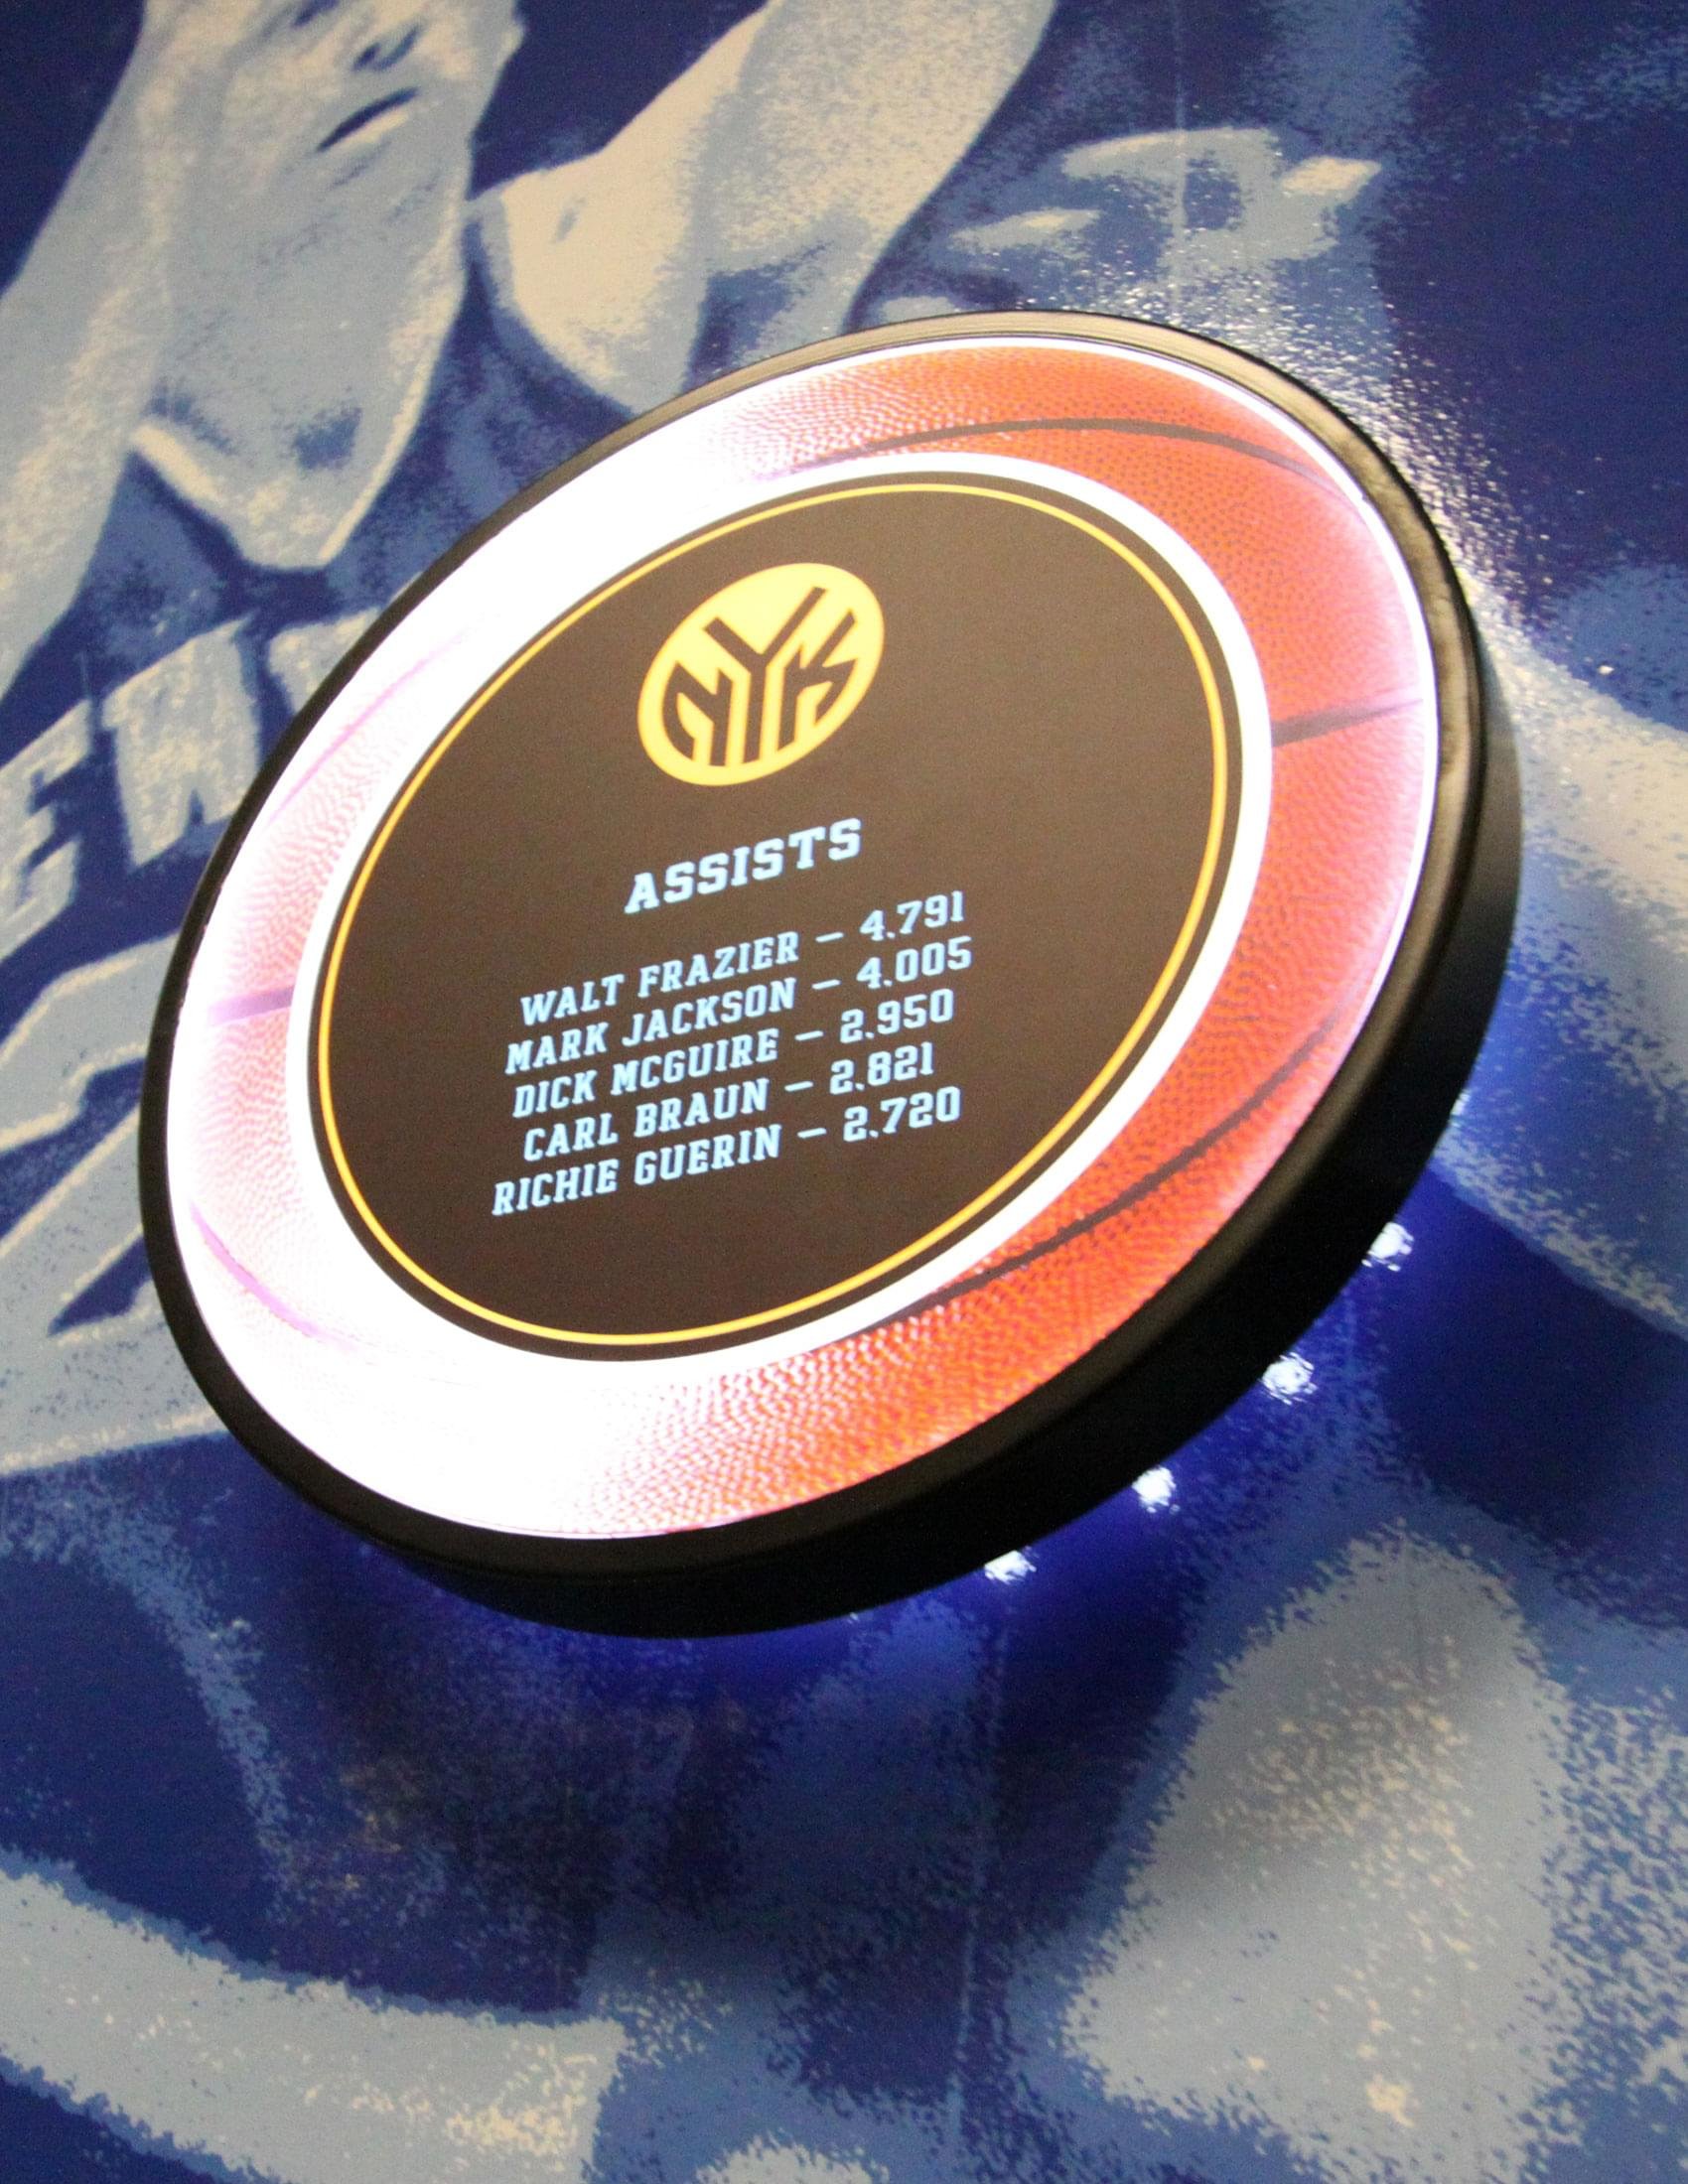 NYK
ASSISTS
WALT FRAZIER – 4,791
MARK JACKSON – 4,005
DICK MCGUIRE – 2,950
CARL BRAUN – 2,821
RICHIE GUERIN – 2,720